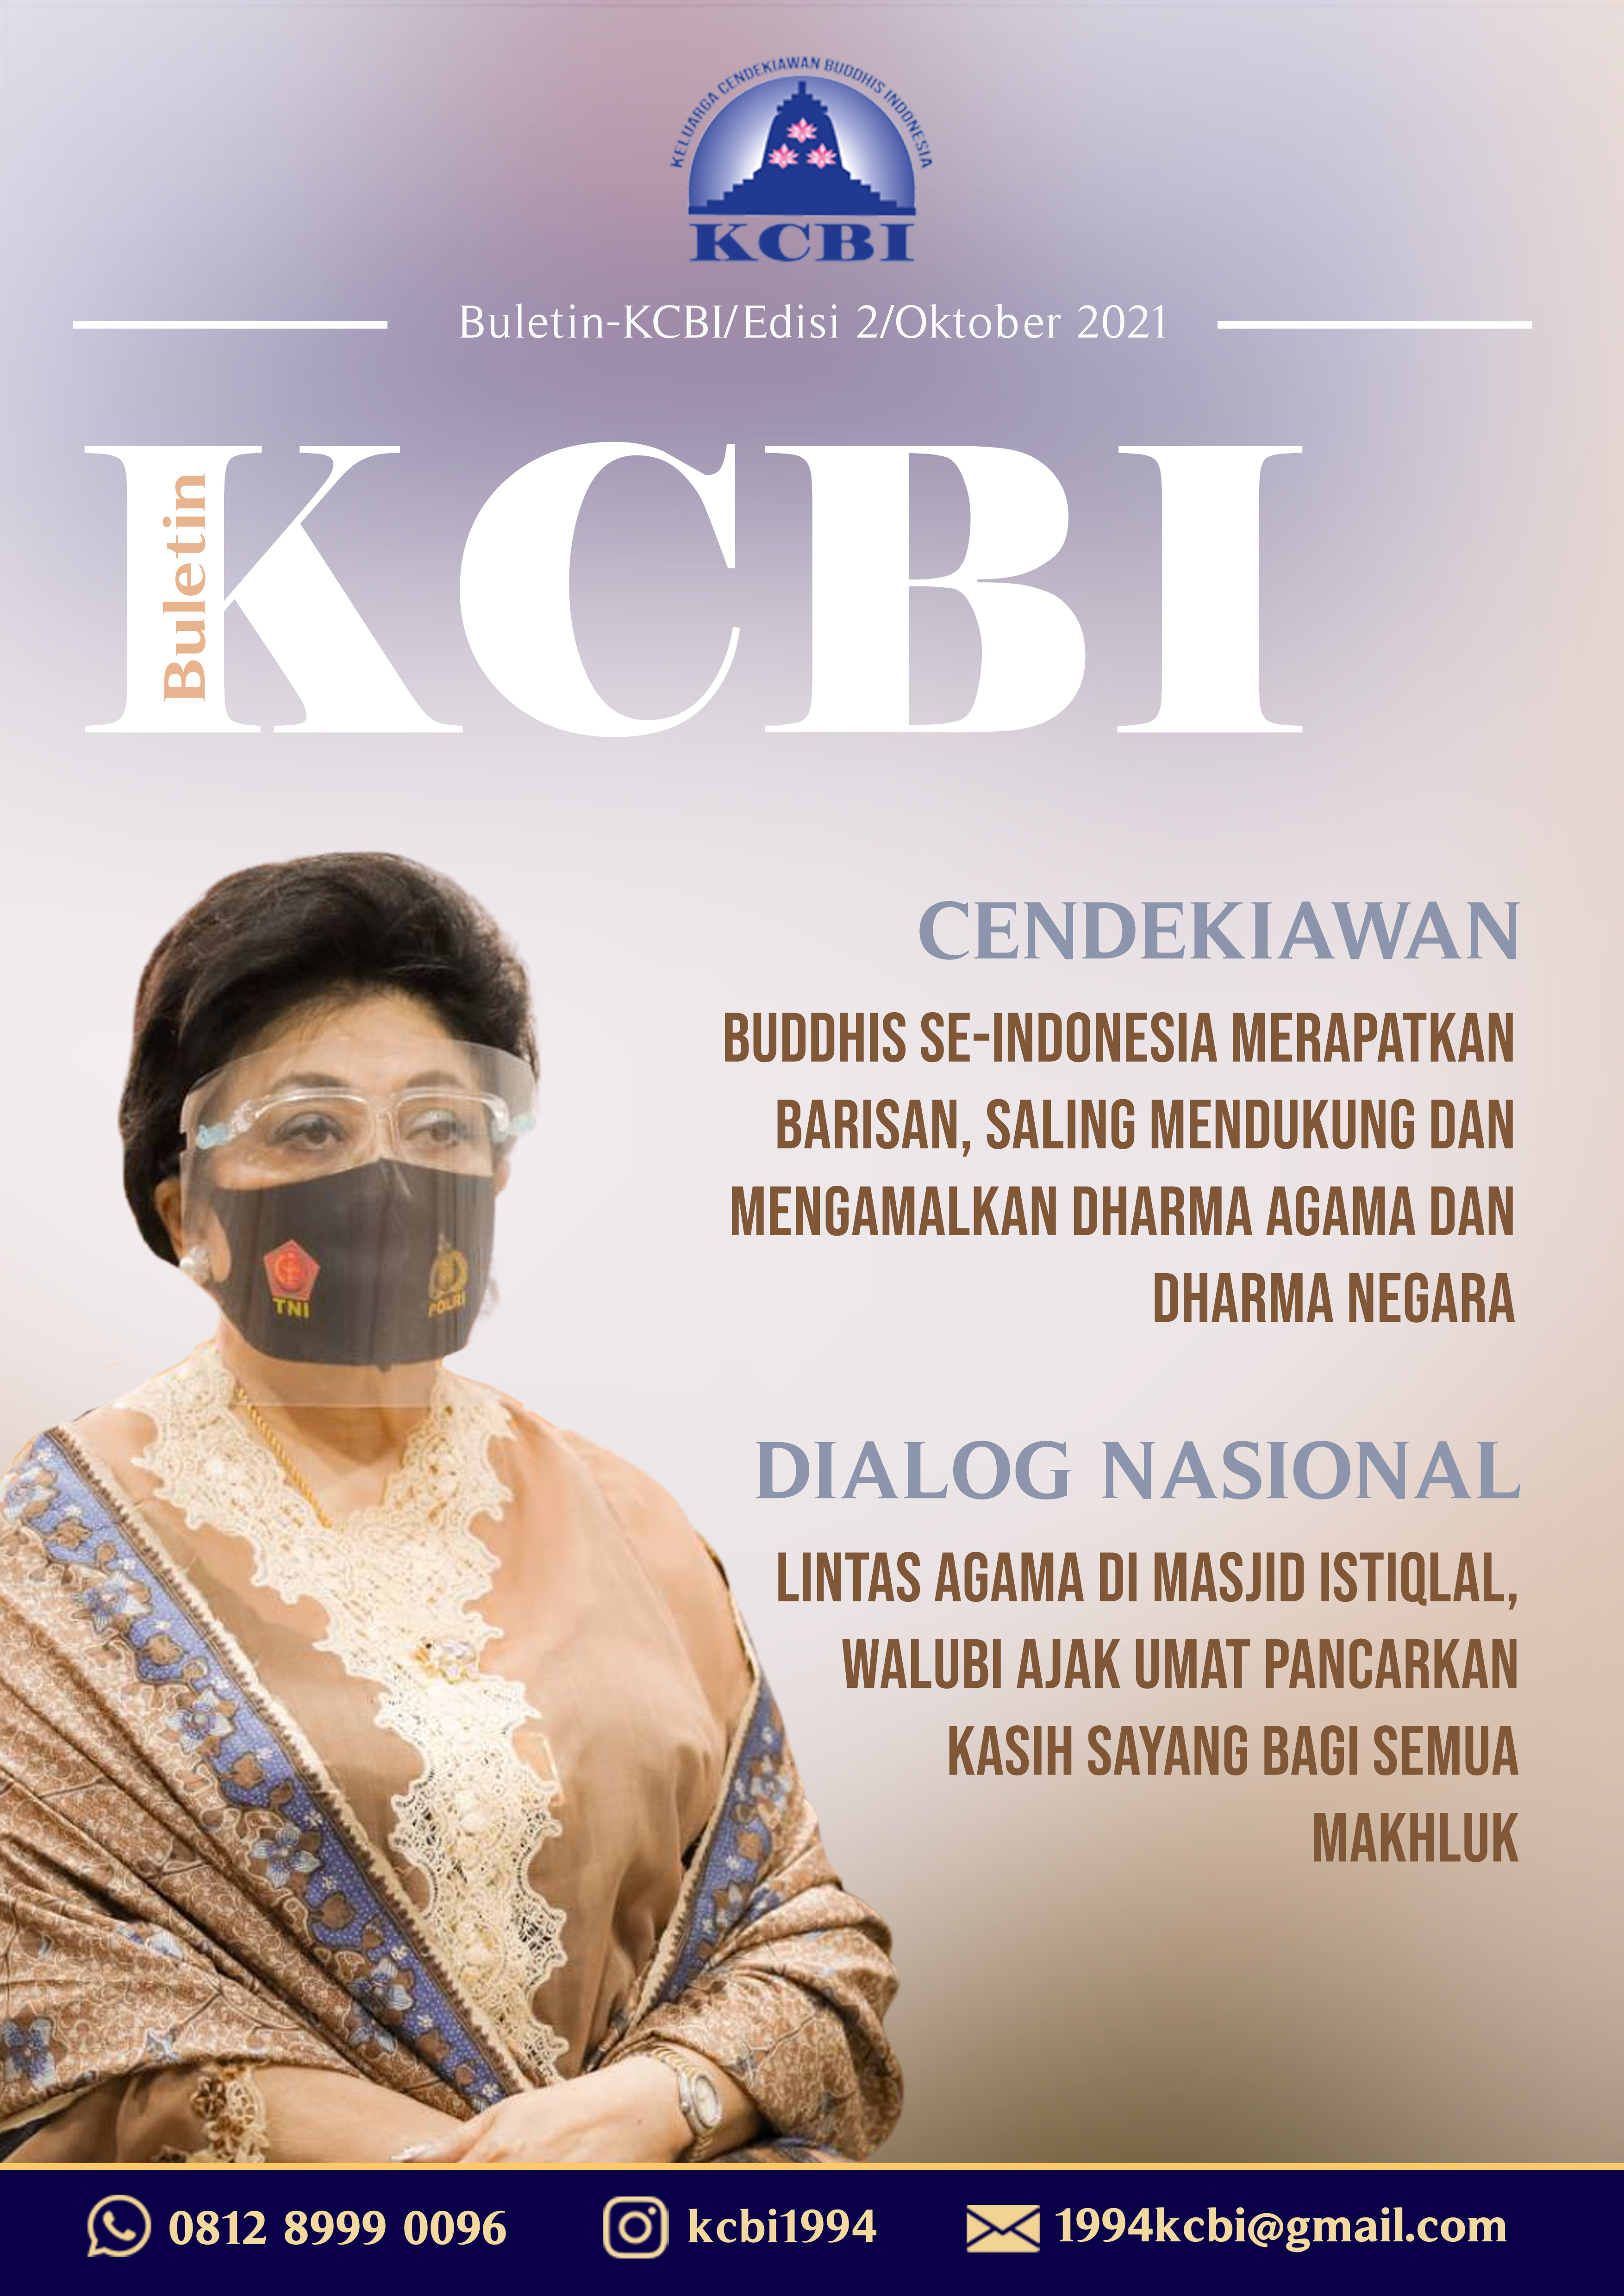 KELUARGA CENDEKIAWAN BUDDHIS INDONESIA
KCBI
Buletin-KCBI/Edisi 2/Oktober 2021
Buletin
KCBI
CENDEKIAWAN
BUDDHIS SE-INDONESIA MERAPATKAN
BARISAN, SALING MENDUKUNG DAN
MENGAMALKAN DHARMA AGAMA DAN
DHARMA NEGARA
TNI
POLRI
DIALOG NASIONAL
LINTAS AGAMA DI MASJID ISTIQLAL,
WALUBI AJAK UMAT PANCARKAN
KASIH SAYANG BAGI SEMUA
MAKHLUK
0812 8999 0096
kcbi1994
1994kcbi@gmail.com